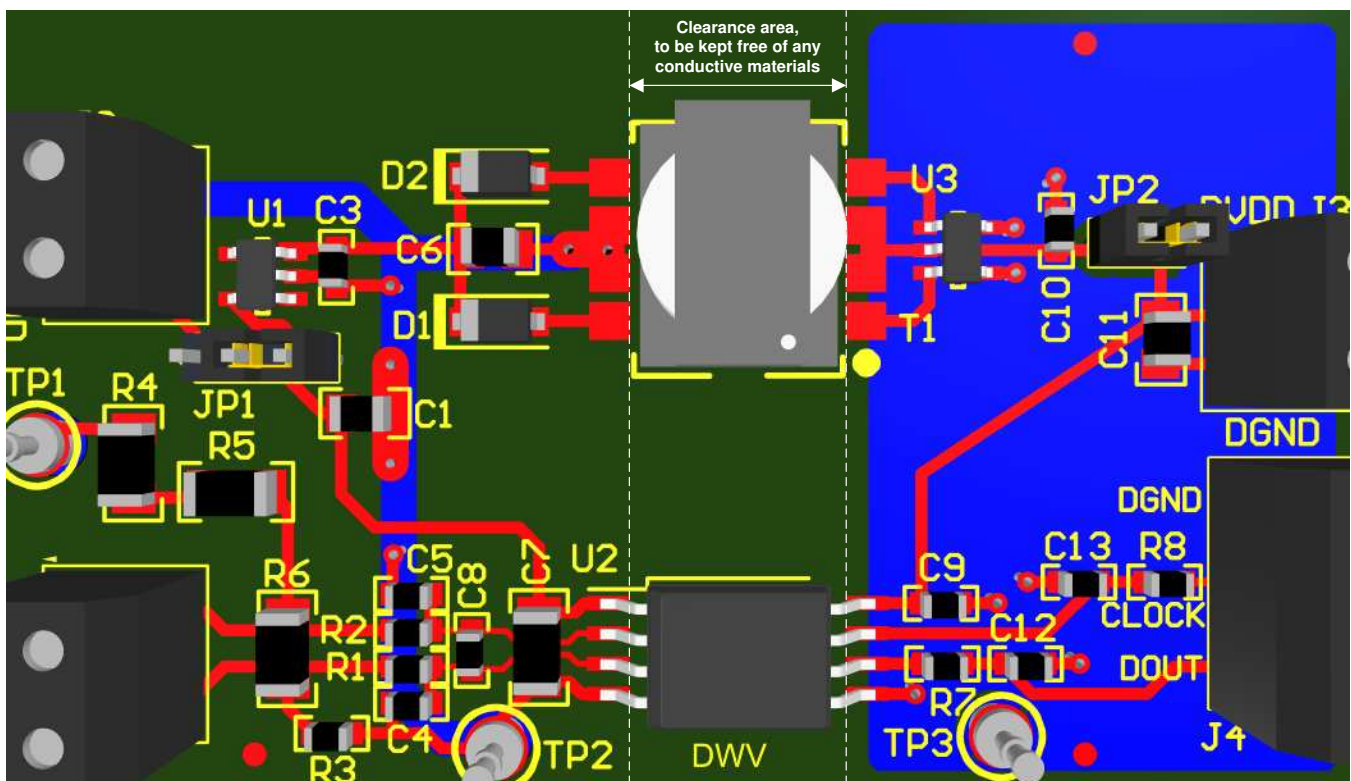 Clearance area,
to be kept free of any
conductive materials
D2
U3
JP2
U1
C3
C6
D1
T1
C10
C11
TP1
R4
JP1
C1
R5
DGND
DGND
U2
C5
C7
C8
C9
C13
R8
R6
R2
C12
CLOCK
R1
DOUT
C4
R7
R3
TP2
DWV
TP3
J4